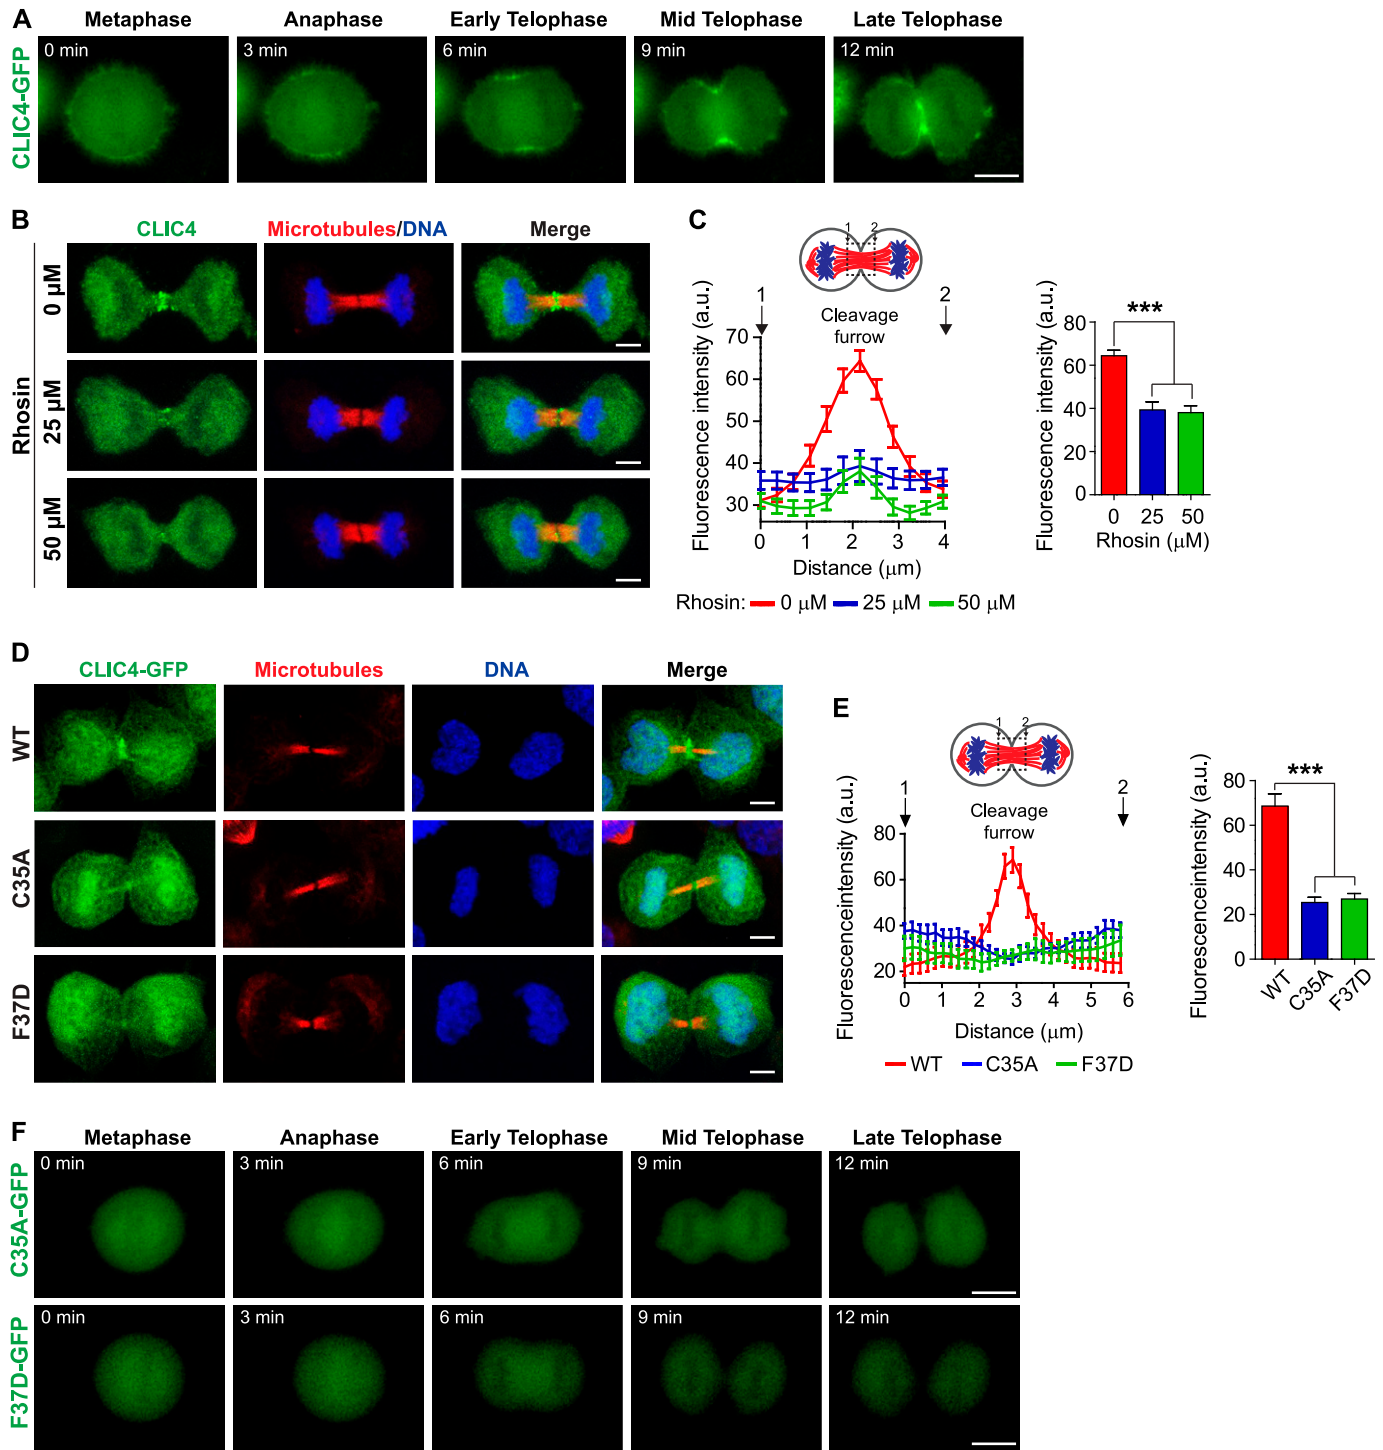 A
Metaphase Anaphase Early Telophase Mid Telophase Late Telophase
CLIC4-GFP
0 min 3 min 6 min 9 min 12 min
B
CLIC4 Microtubules/DNA Merge
Rhosin
0 µM
25 µM
50 µM
C
1 2
1 2
Cleavage
furrow
Fluorescence intensity (a.u.)
70
60
50
40
30
0 1 2 3 4
Distance (µm)
Rhosin: 0 µM 25 µM 50 µM
Fluorescence intensity (a.u.)
***
80
60
40
20
0
0 25 50
Rhosin (µM)
D
CLIC4-GFP Microtubules DNA Merge
WT
C35A
F37D
E
1 2
1 2
Cleavage
furrow
Fluorescenceintensity (a.u.)
80
60
40
20
0 1 2 3 4 5 6
Distance (µm)
WT C35A F37D
Fluorescenceintensity (a.u.)
***
80
60
40
20
0
WT C35A F37D
F
Metaphase Anaphase Early Telophase Mid Telophase Late Telophase
C35A-GFP
0 min 3 min 6 min 9 min 12 min
F37D-GFP
0 min 3 min 6 min 9 min 12 min